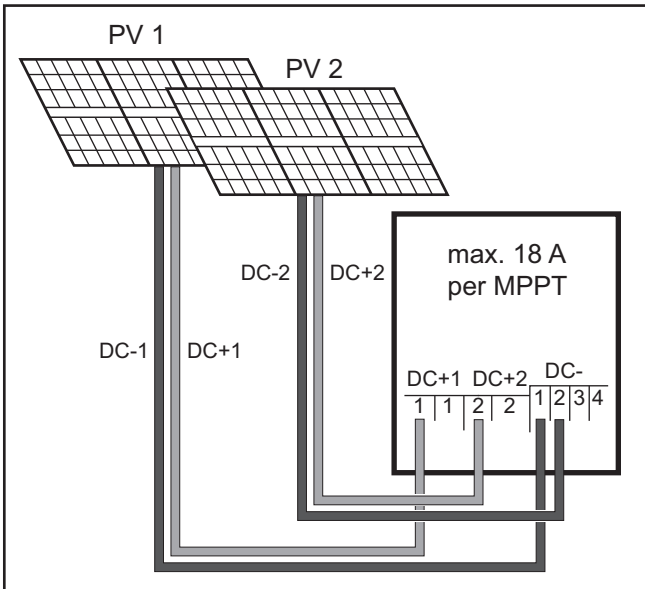 PV 1
PV 2
max. 18 A
per MPPT
DC-2
DC+2
DC-1
DC+1
DC-
DC+1 DC+2
1 1 2 2 1 2 3 4